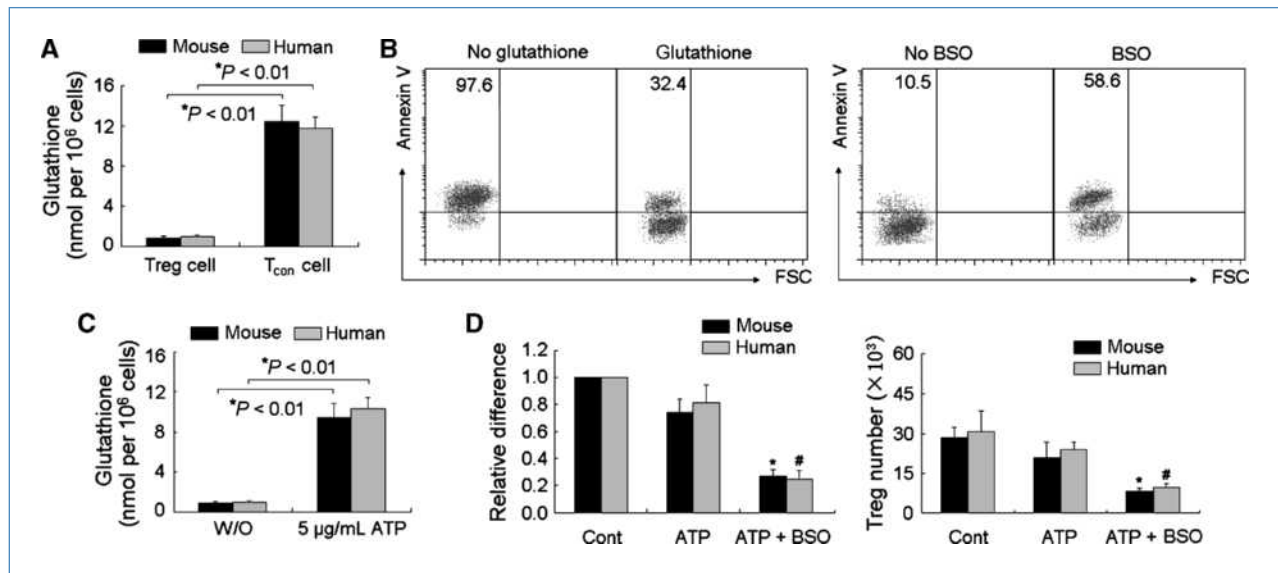 A
Mouse Human
*P < 0.01
*P < 0.01
Glutathione
(nmol per 10⁶ cells)
16
12
8
4
0
Treg cell T_con cell
B
No glutathione Glutathione
97.6 32.4
Annexin V
FSC
No BSO BSO
10.5 58.6
Annexin V
FSC
C
Mouse Human
*P < 0.01
*P < 0.01
Glutathione
(nmol per 10⁶ cells)
16
12
8
4
0
W/O 5 µg/mL ATP
D
Mouse
Human
Relative difference
1.2
1.0
0.8
0.6
0.4
0.2
0.0
* #
Cont ATP ATP + BSO
Mouse
Human
Treg number (× 10³)
60
45
30
15
0
* #
Cont ATP ATP + BSO